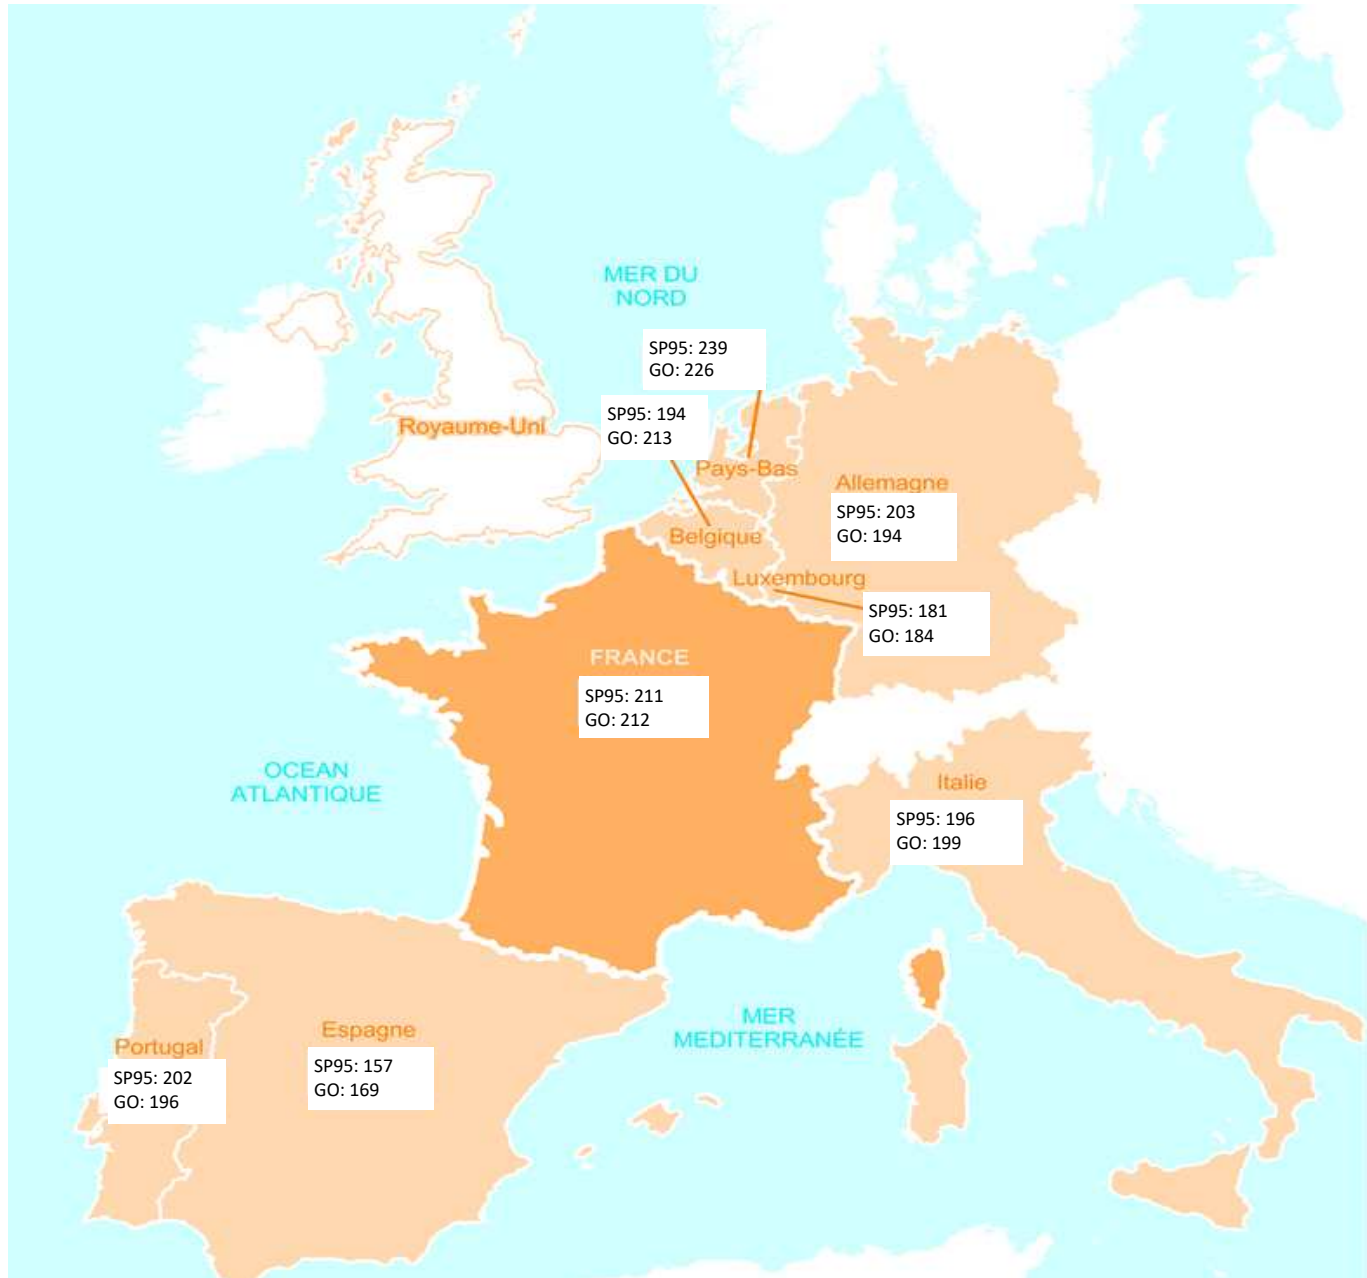 MER DU
NORD
SP95: 239
GO: 226
SP95: 194
GO: 213
Royaume-Uni
Pays-Bas
Allemagne
SP95: 203
GO: 194
Belgique
Luxembourg
SP95: 181
GO: 184
FRANCE
SP95: 211
GO: 212
OCEAN
ATLANTIQUE
Italie
SP95: 196
GO: 199
MER
MEDITERRANÉE
Espagne
SP95: 157
GO: 169
Portugal
SP95: 202
GO: 196